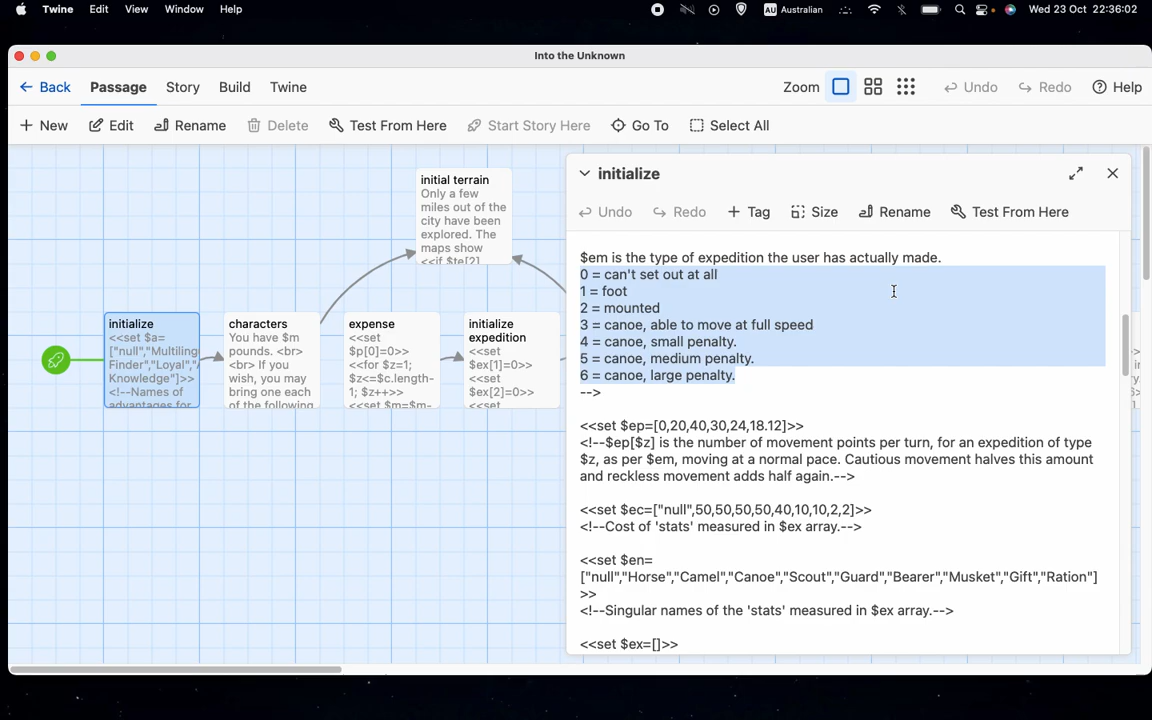 Twine Edit View Window Help
AU Australian Wed 23 Oct 22:36:02
Into the Unknown
Back Passage Story Build Twine Zoom Undo Redo Help
New Edit Rename Delete Test From Here Start Story Here Go To Select All
initial terrain
Only a few
miles out of the
city have been
explored. The
maps show
<<if $te[2]
initialize
<<set $a=
["null","Multiling
Finder","Loyal","A
Knowledge"]>>
<!--Names of
advantages for
characters
You have $m
pounds. <br>
<br> If you
wish, you may
bring one each
of the following
expense
<<set
$p[0]=0>>
<<for $z=1;
$z<=$c.length-
1; $z++>>
<<set $m=$m-
initialize
expedition
<<set
$ex[1]=0>>
<<set
$ex[2]=0>>
<<set
initialize
Undo Redo Tag Size Rename Test From Here
$em is the type of expedition the user has actually made.
0 = can't set out at all
1 = foot
2 = mounted
3 = canoe, able to move at full speed
4 = canoe, small penalty.
5 = canoe, medium penalty.
6 = canoe, large penalty.
-->
<<set $ep=[0,20,40,30,24,18.12]>>
<!--$ep[$z] is the number of movement points per turn, for an expedition of type
$z, as per $em, moving at a normal pace. Cautious movement halves this amount
and reckless movement adds half again.-->
<<set $ec=["null",50,50,50,50,40,10,10,2,2]>>
<!--Cost of 'stats' measured in $ex array.-->
<<set $en=
["null","Horse","Camel","Canoe","Scout","Guard","Bearer","Musket","Gift","Ration"]
>>
<!--Singular names of the 'stats' measured in $ex array.-->
<<set $ex=[]>>